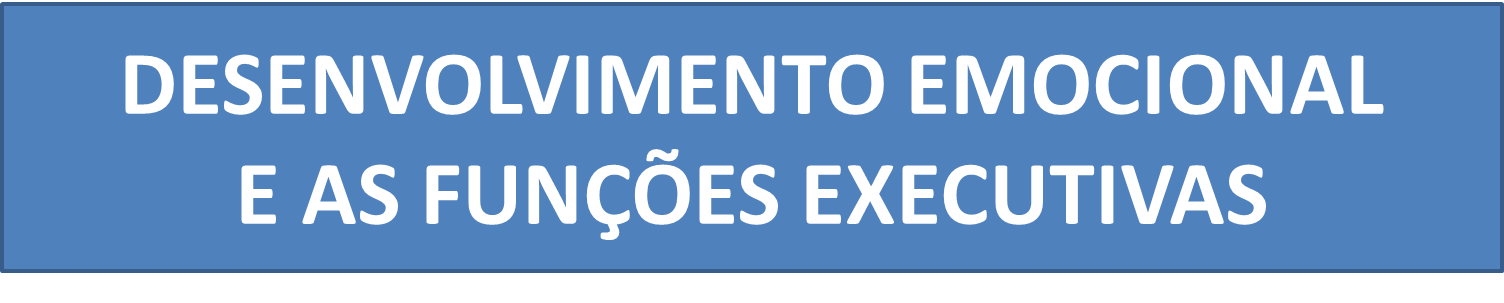 DESENVOLVIMENTO EMOCIONAL
E AS FUNÇÕES EXECUTIVAS